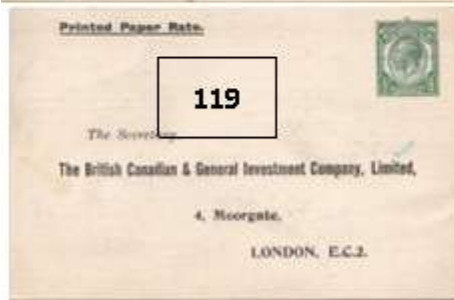 Printed Paper Rate.
119
The Secretary
The British Canadian & General Investment Company, Limited,
4, Moorgate,
LONDON, E.C.2.